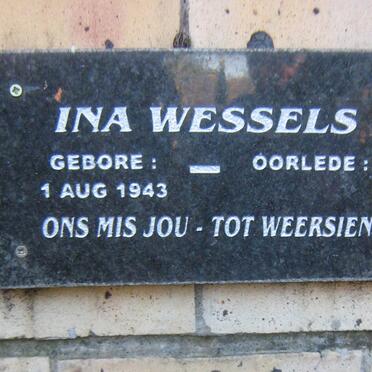 INA WESSELS
GEBORE : — OORLEDE :
1 AUG 1943
ONS MIS JOU - TOT WEERSIEN